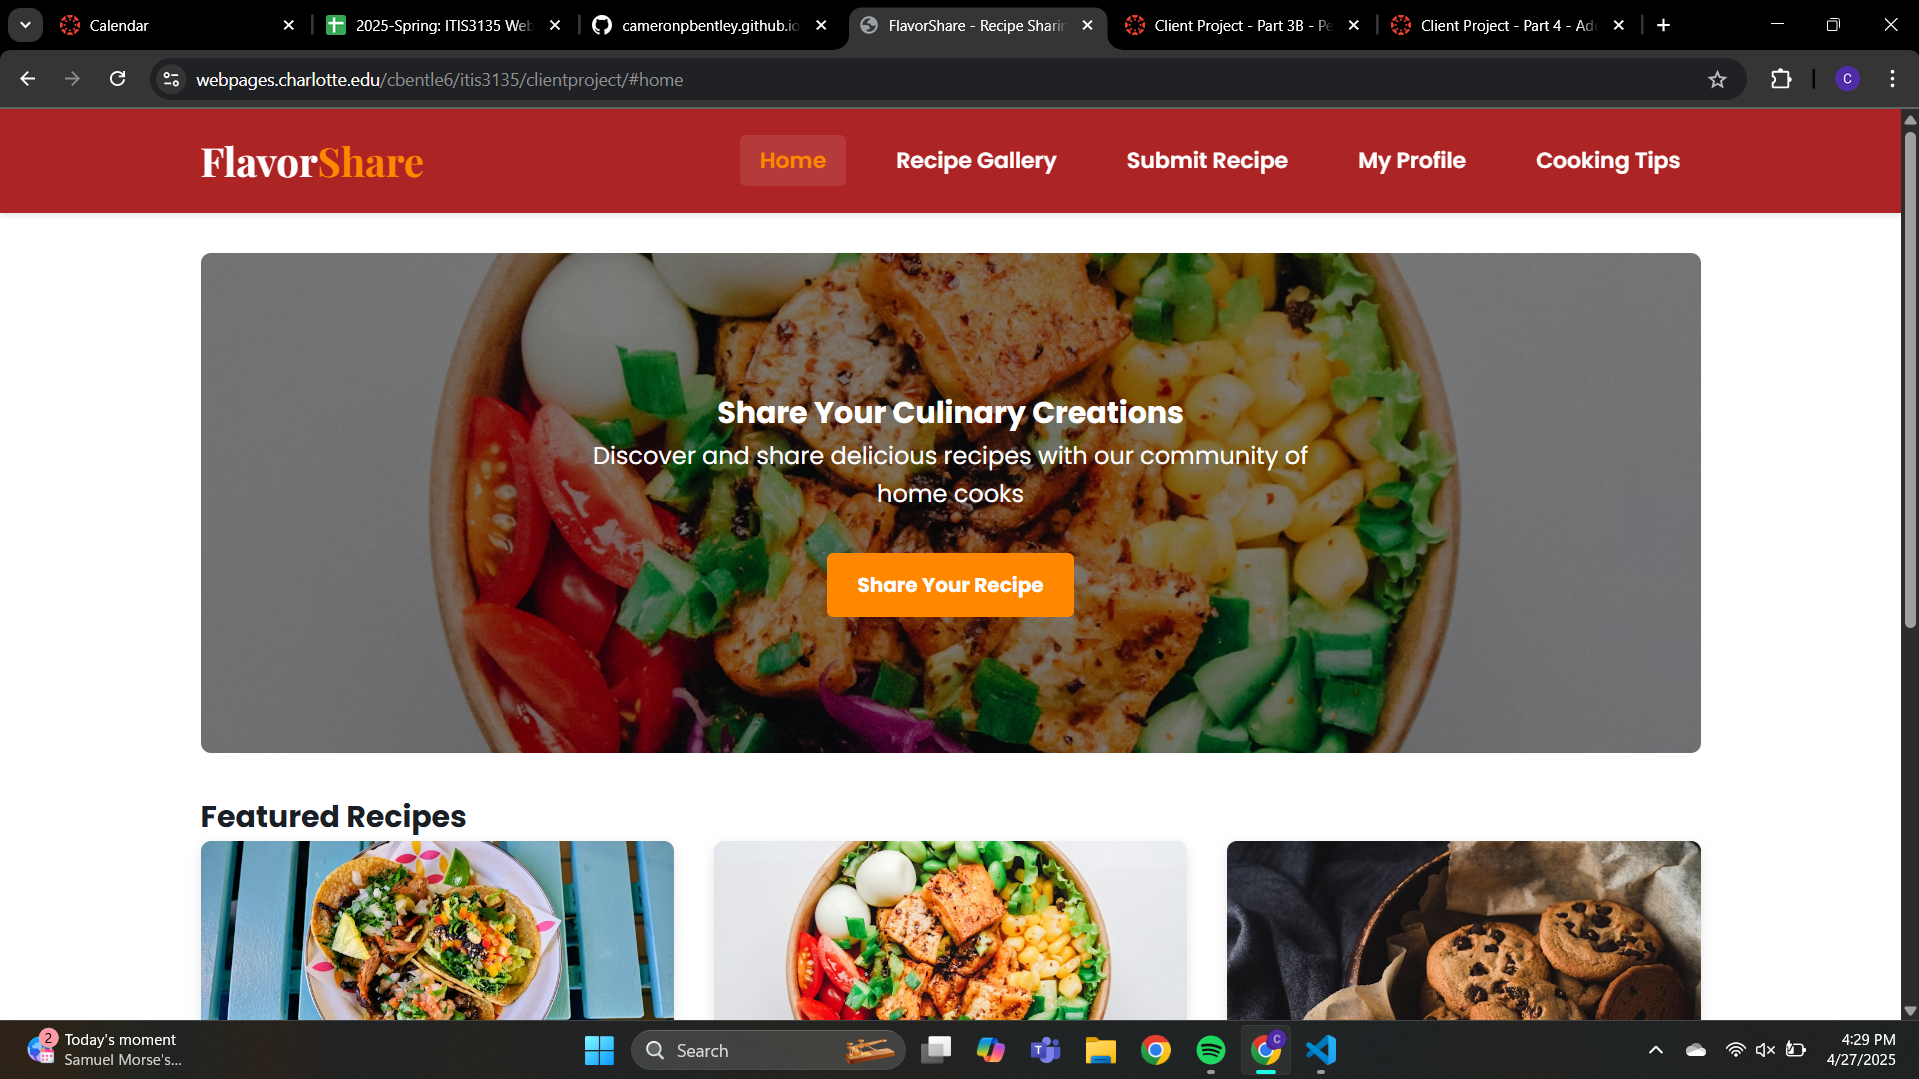 Calendar
2025-Spring: ITIS3135 Web
cameronpbentley.github.io
FlavorShare - Recipe Sharin
Client Project - Part 3B - Pe
Client Project - Part 4 - Ade
webpages.charlotte.edu/cbentle6/itis3135/clientproject/#home
C
FlavorShare
Home
Recipe Gallery
Submit Recipe
My Profile
Cooking Tips
Share Your Culinary Creations
Discover and share delicious recipes with our community of
home cooks
Share Your Recipe
Featured Recipes
2
Today's moment
Samuel Morse's...
Search
T
C
4:29 PM
4/27/2025